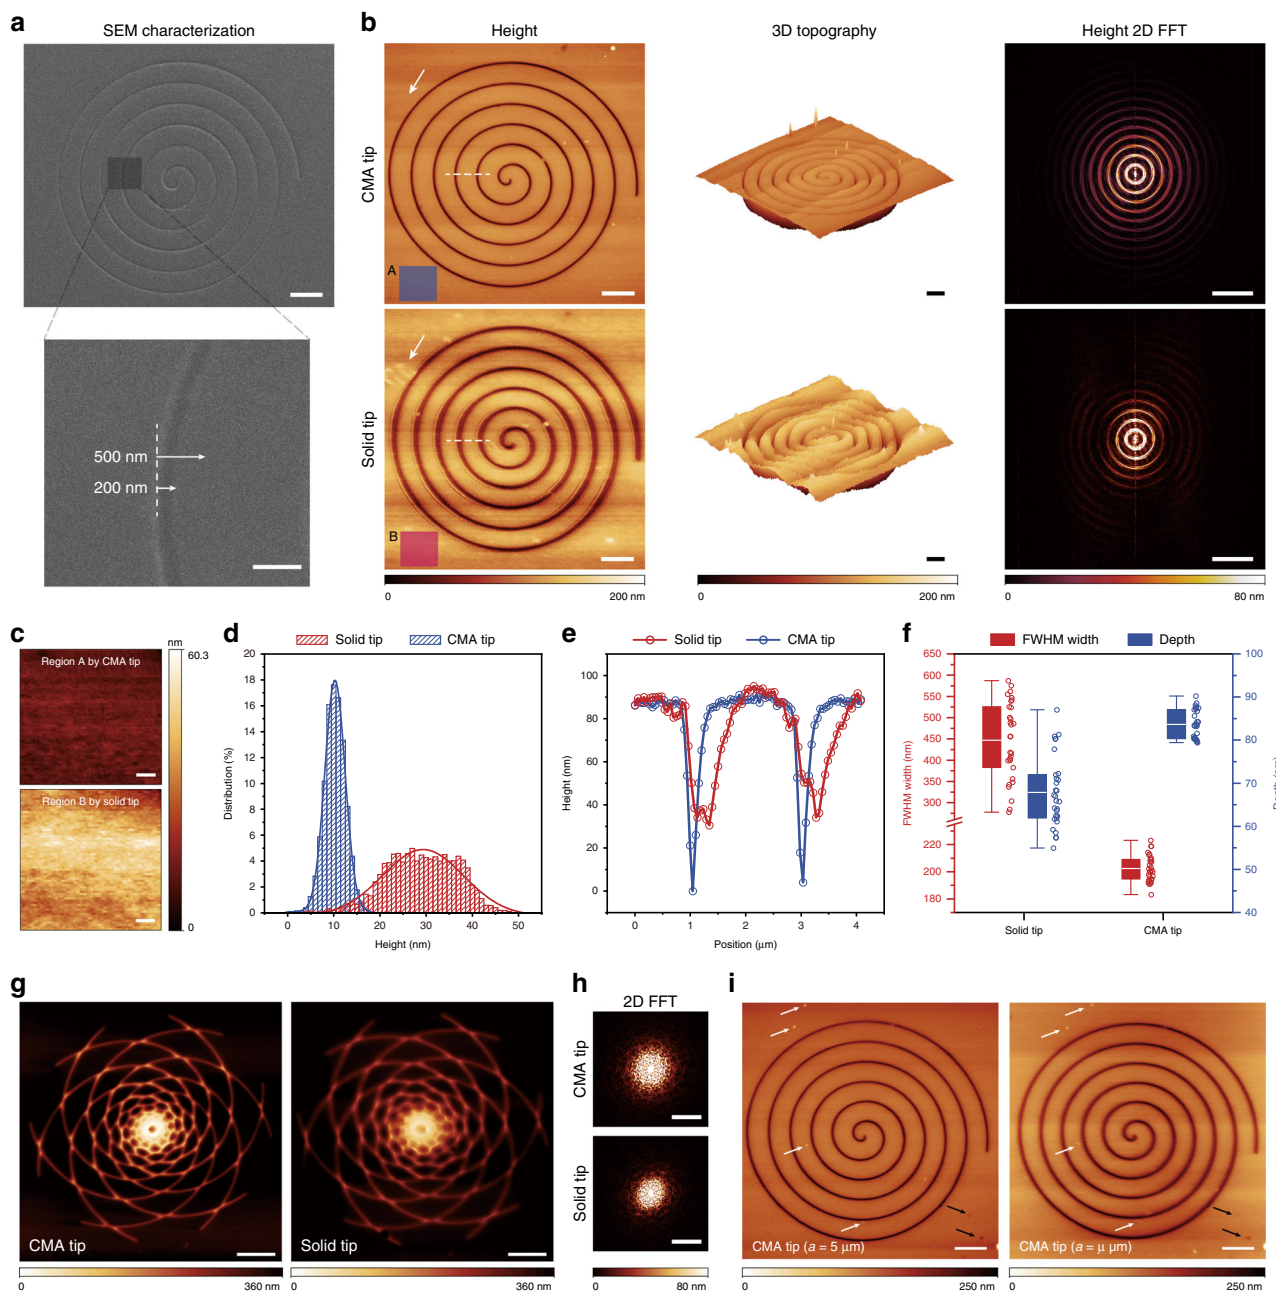 a
SEM characterization
500 nm
200 nm
b
Height
3D topography
Height 2D FFT
CMA tip
A
Solid tip
B
0
200 nm
0
200 nm
0
80 nm
c
nm
Region A by CMA tip
60.3
Region B by solid tip
0
d
Solid tip
CMA tip
Distribution (%)
20
18
16
14
12
10
8
6
4
2
0
0
10
20
30
40
50
Height (nm)
e
Solid tip
CMA tip
Height (nm)
100
80
60
40
20
0
0
1
2
3
4
Position (μm)
f
FWHM width
Depth
FWHM width (nm)
650
600
550
500
450
400
350
300
220
200
180
100
90
80
70
60
50
40
Solid tip
CMA tip
g
CMA tip
Solid tip
0
360 nm
0
360 nm
h
2D FFT
CMA tip
Solid tip
0
80 nm
i
CMA tip (a = 5 μm)
CMA tip (a = μ μm)
0
250 nm
0
250 nm